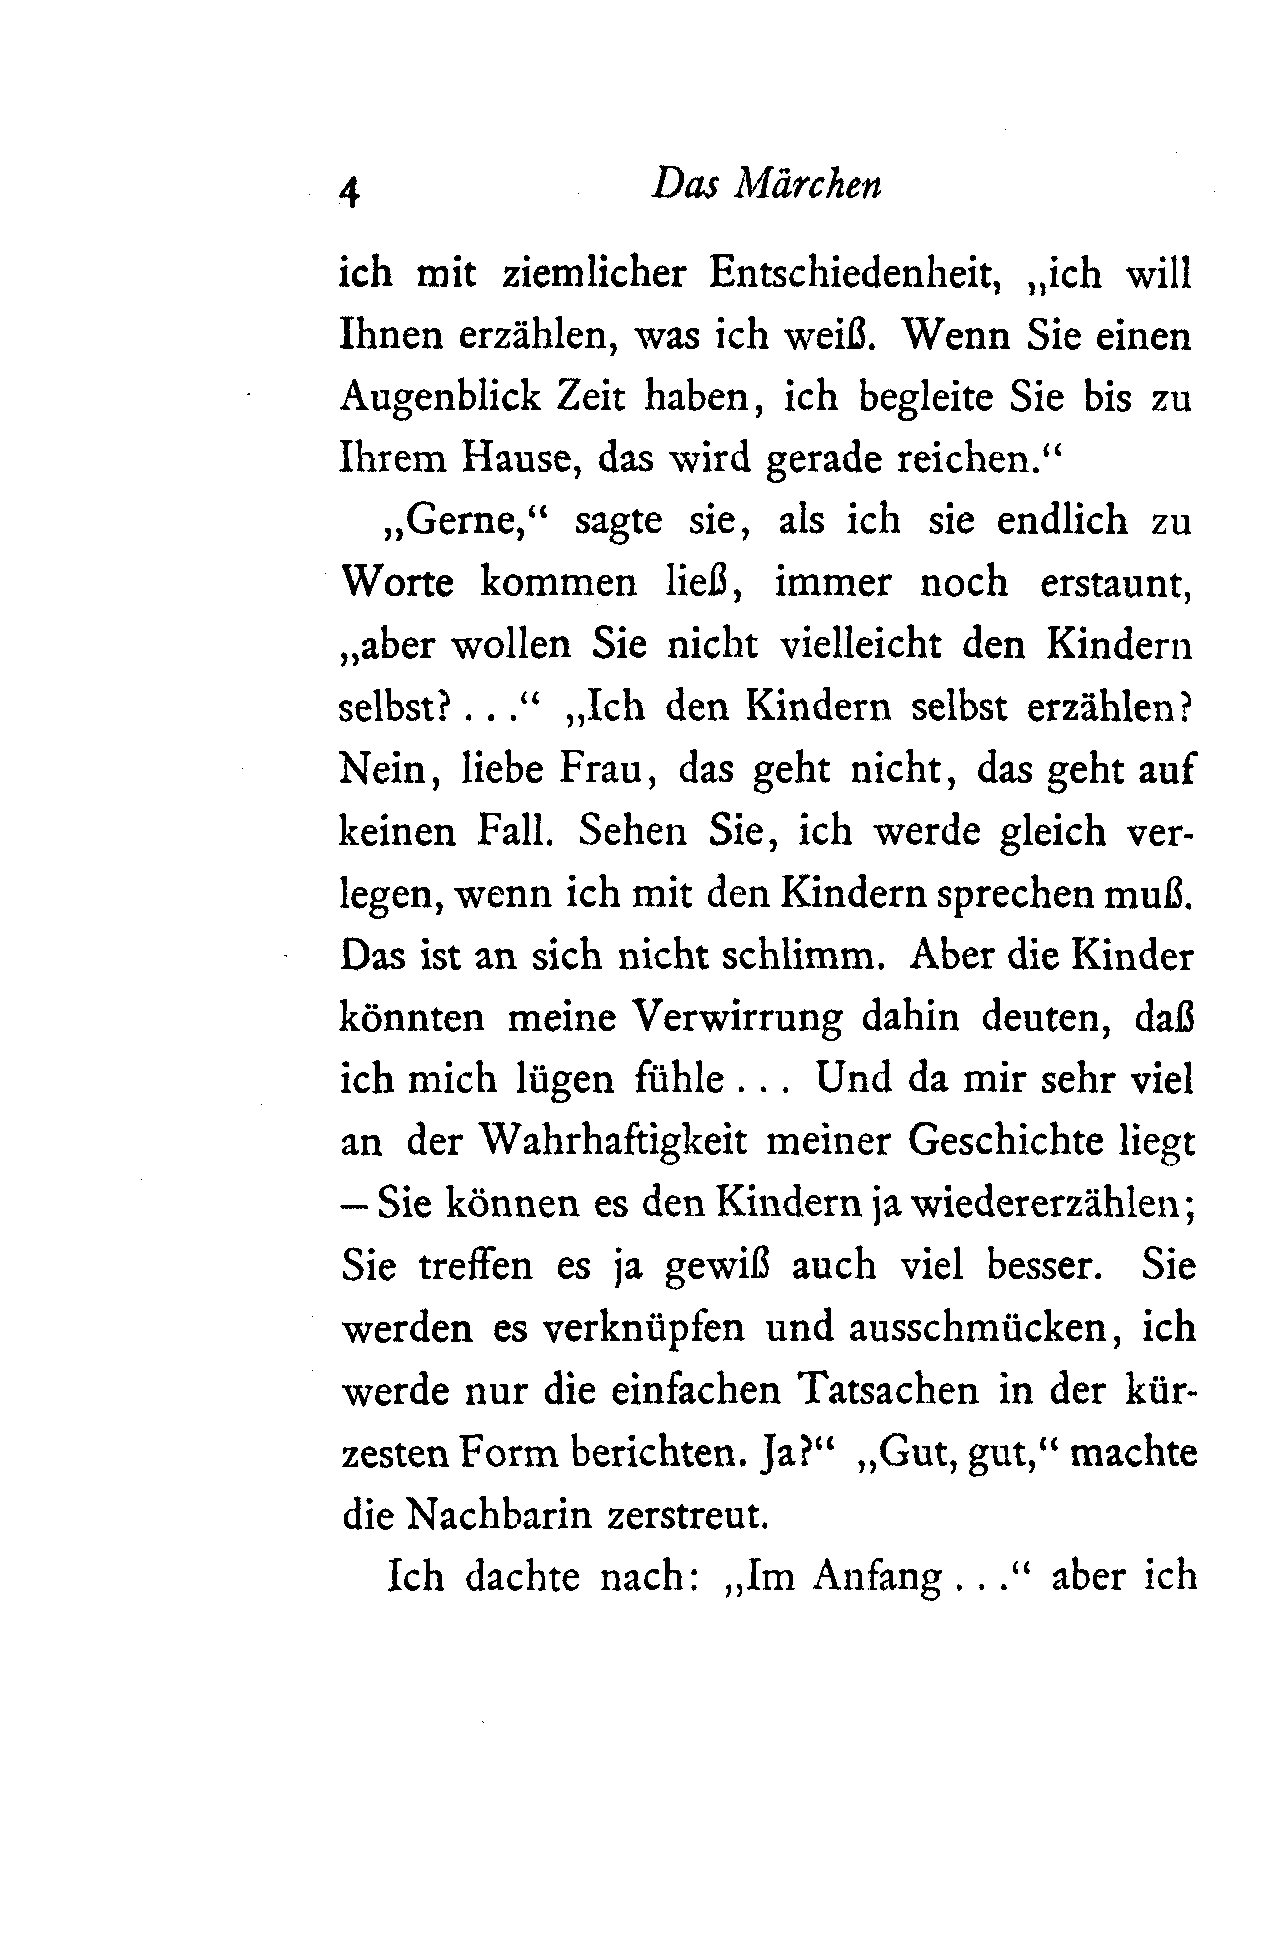 4 Das Märchen
ich mit ziemlicher Entschiedenheit, „ich will
Ihnen erzählen, was ich weiß. Wenn Sie einen
Augenblick Zeit haben, ich begleite Sie bis zu
Ihrem Hause, das wird gerade reichen.“
„Gerne,“ sagte sie, als ich sie endlich zu
Worte kommen ließ, immer noch erstaunt,
„aber wollen Sie nicht vielleicht den Kindern
selbst? . . .“ „Ich den Kindern selbst erzählen?
Nein, liebe Frau, das geht nicht, das geht auf
keinen Fall. Sehen Sie, ich werde gleich ver-
legen, wenn ich mit den Kindern sprechen muß.
Das ist an sich nicht schlimm. Aber die Kinder
könnten meine Verwirrung dahin deuten, daß
ich mich lügen fühle . . . Und da mir sehr viel
an der Wahrhaftigkeit meiner Geschichte liegt
– Sie können es den Kindern ja wiedererzählen;
Sie treffen es ja gewiß auch viel besser. Sie
werden es verknüpfen und ausschmücken, ich
werde nur die einfachen Tatsachen in der kür-
zesten Form berichten. Ja?“ „Gut, gut,“ machte
die Nachbarin zerstreut.
Ich dachte nach: „Im Anfang . . .“ aber ich